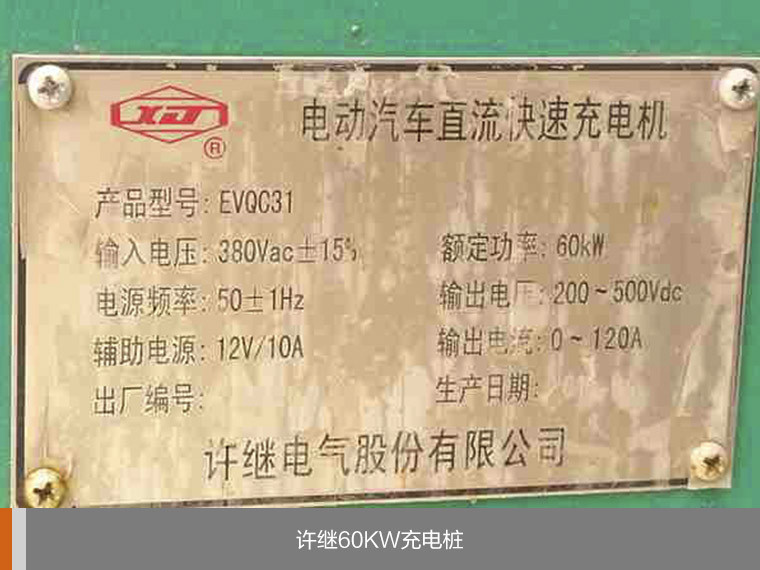 XJ
®
电动汽车直流快速充电机
产品型号: EVQC31
输入电压: 380Vac±15%
额定功率: 60kW
电源频率: 50±1Hz
输出电压: 200~500Vdc
辅助电源: 12V/10A
输出电流: 0~120A
出厂编号:
生产日期:
许继电气股份有限公司
许继60KW充电桩